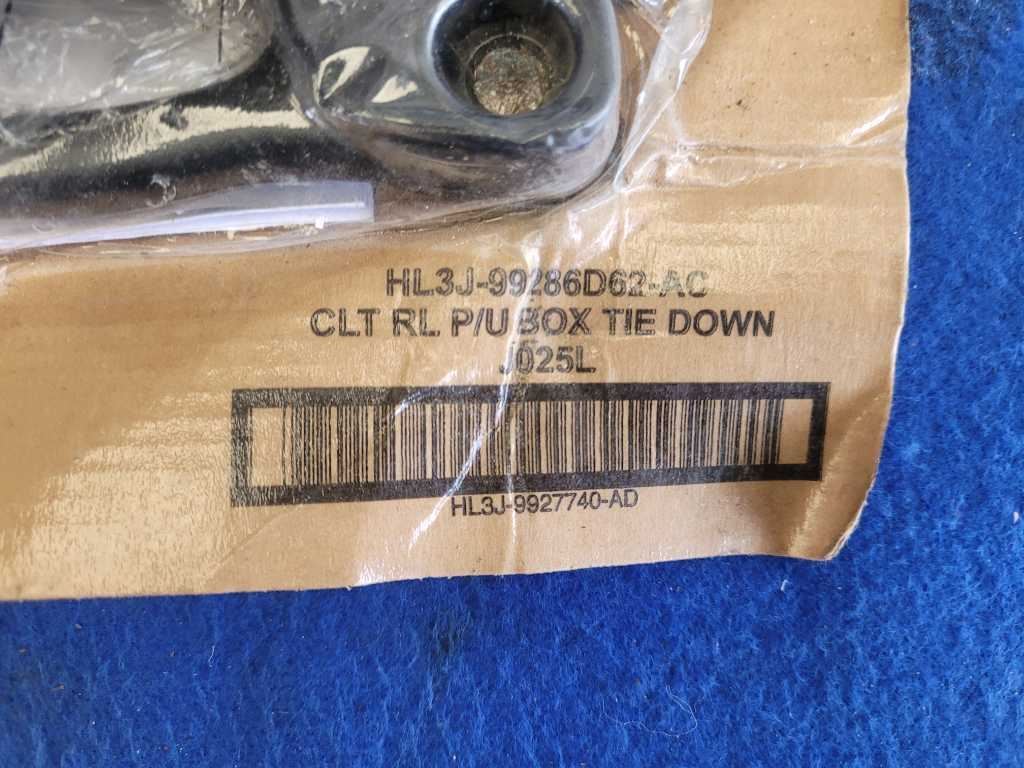 HL3J-99286D62-AC
CLT RL P/U BOX TIE DOWN
J025L
HL3J-9927740-AD